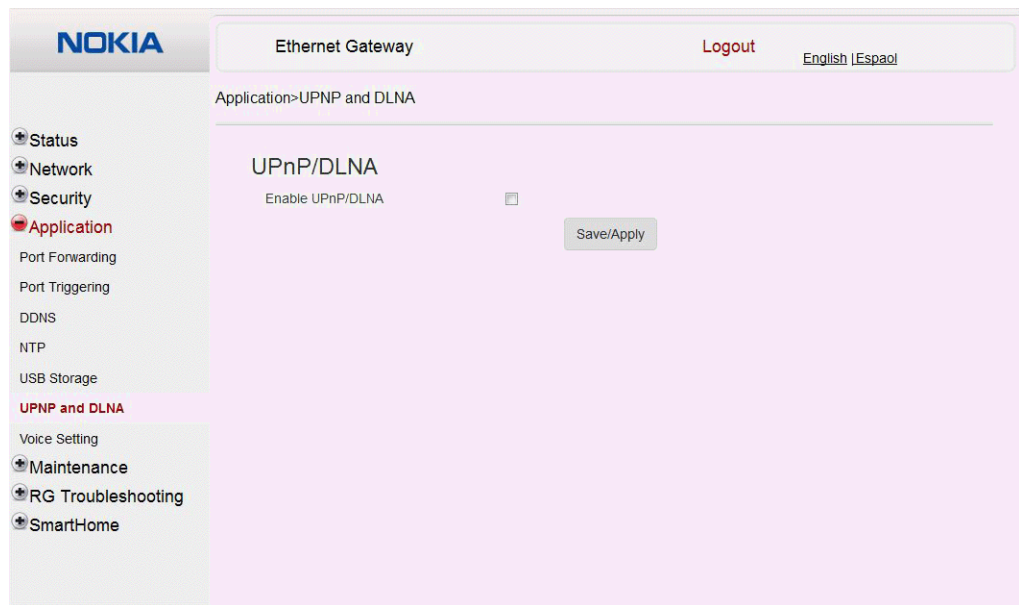 NOKIA
Ethernet Gateway
Logout
English | Espaol
Application>UPNP and DLNA
Status
Network
Security
Application
Port Forwarding
Port Triggering
DDNS
NTP
USB Storage
UPNP and DLNA
Voice Setting
Maintenance
RG Troubleshooting
SmartHome
UPnP/DLNA
Enable UPnP/DLNA
Save/Apply